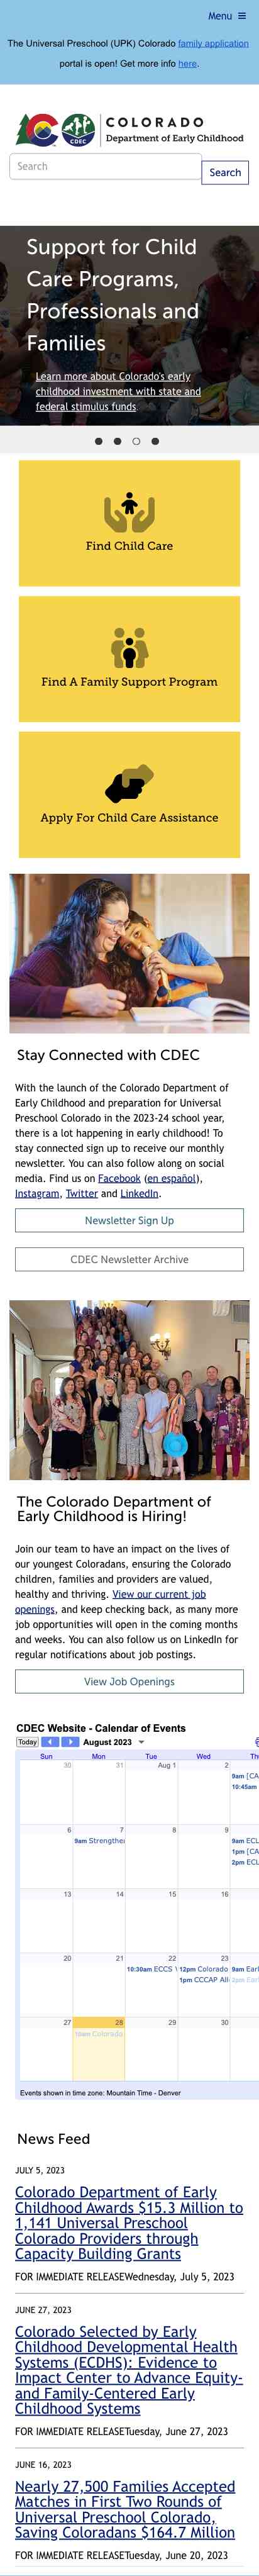 Menu
The Universal Preschool (UPK) Colorado family application
portal is open! Get more info here.
COLORADO
Department of Early Childhood
CDEC
Search
Search
Support for Child
Care Programs,
Professionals and
Families
Learn more about Colorado's early
childhood investment with state and
federal stimulus funds.
Find Child Care
Find A Family Support Program
Apply For Child Care Assistance
Stay Connected with CDEC
With the launch of the Colorado Department of
Early Childhood and preparation for Universal
Preschool Colorado in the 2023-24 school year,
there is a lot happening in early childhood! To
stay connected sign up to receive our monthly
newsletter. You can also follow along on social
media. Find us on Facebook (en español),
Instagram, Twitter and LinkedIn.
Newsletter Sign Up
CDEC Newsletter Archive
The Colorado Department of
Early Childhood is Hiring!
Join our team to have an impact on the lives of
our youngest Coloradans, ensuring the Colorado
children, families and providers are valued,
healthy and thriving. View our current job
openings, and keep checking back, as many more
job opportunities will open in the coming months
and weeks. You can also follow us on LinkedIn for
regular notifications about job postings.
View Job Openings
CDEC Website - Calendar of Events
Today August 2023
Sun Mon Tue Wed Th
30 31 Aug 1 2
9am [CA
10:45am
6 7 8 9
9am Strengthe 9am ECL
1pm [CA
2pm ECL
13 14 15 16
20 21 22 23
10:30am ECCS 12pm Colorado 9am Earl
1pm CCCAP All 2pm Earl
27 28 29 30
10am Colorado
Events shown in time zone: Mountain Time - Denver
News Feed
JULY 5, 2023
Colorado Department of Early
Childhood Awards $15.3 Million to
1,141 Universal Preschool
Colorado Providers through
Capacity Building Grants
FOR IMMEDIATE RELEASEWednesday, July 5, 2023
JUNE 27, 2023
Colorado Selected by Early
Childhood Developmental Health
Systems (ECDHS): Evidence to
Impact Center to Advance Equity-
and Family-Centered Early
Childhood Systems
FOR IMMEDIATE RELEASETuesday, June 27, 2023
JUNE 16, 2023
Nearly 27,500 Families Accepted
Matches in First Two Rounds of
Universal Preschool Colorado,
Saving Coloradans $164.7 Million
FOR IMMEDIATE RELEASETuesday, June 20, 2023